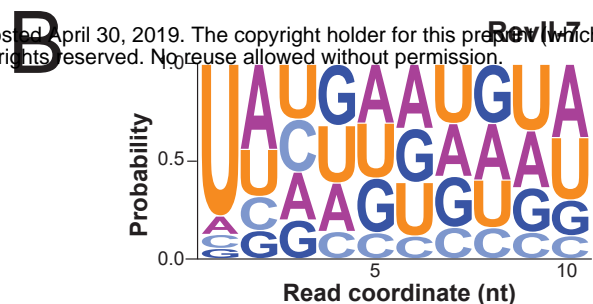 B
osted April 30, 2019. The copyright holder for this preprint (which
RevII-7
rights reserved. No reuse allowed without permission.
1.0
Probability
0.5
0.0
U A U G A A U G U A
A U C U U G A A A U
C C A A G U G U G G
G G G C C C C C C C
5
10
Read coordinate (nt)